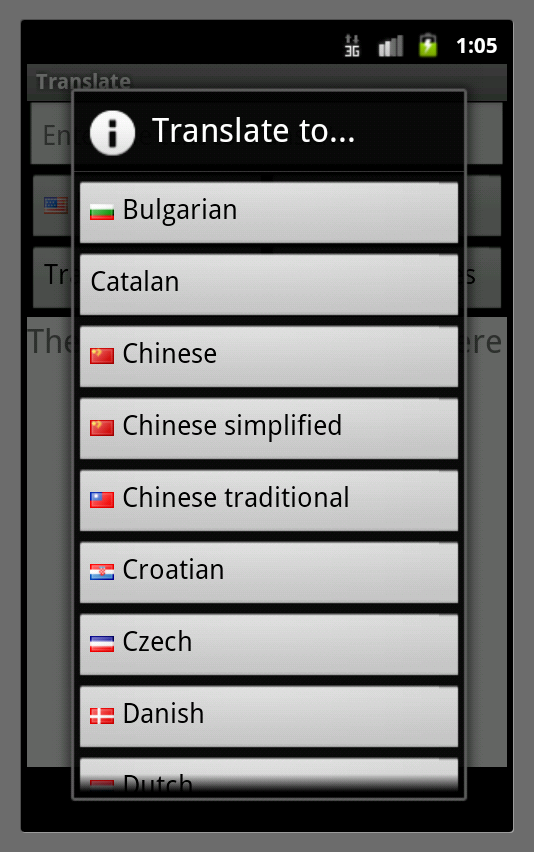 3G 1:05
Translate
Translate to...
Bulgarian
Catalan
Chinese
Chinese simplified
Chinese traditional
Croatian
Czech
Danish
Dutch